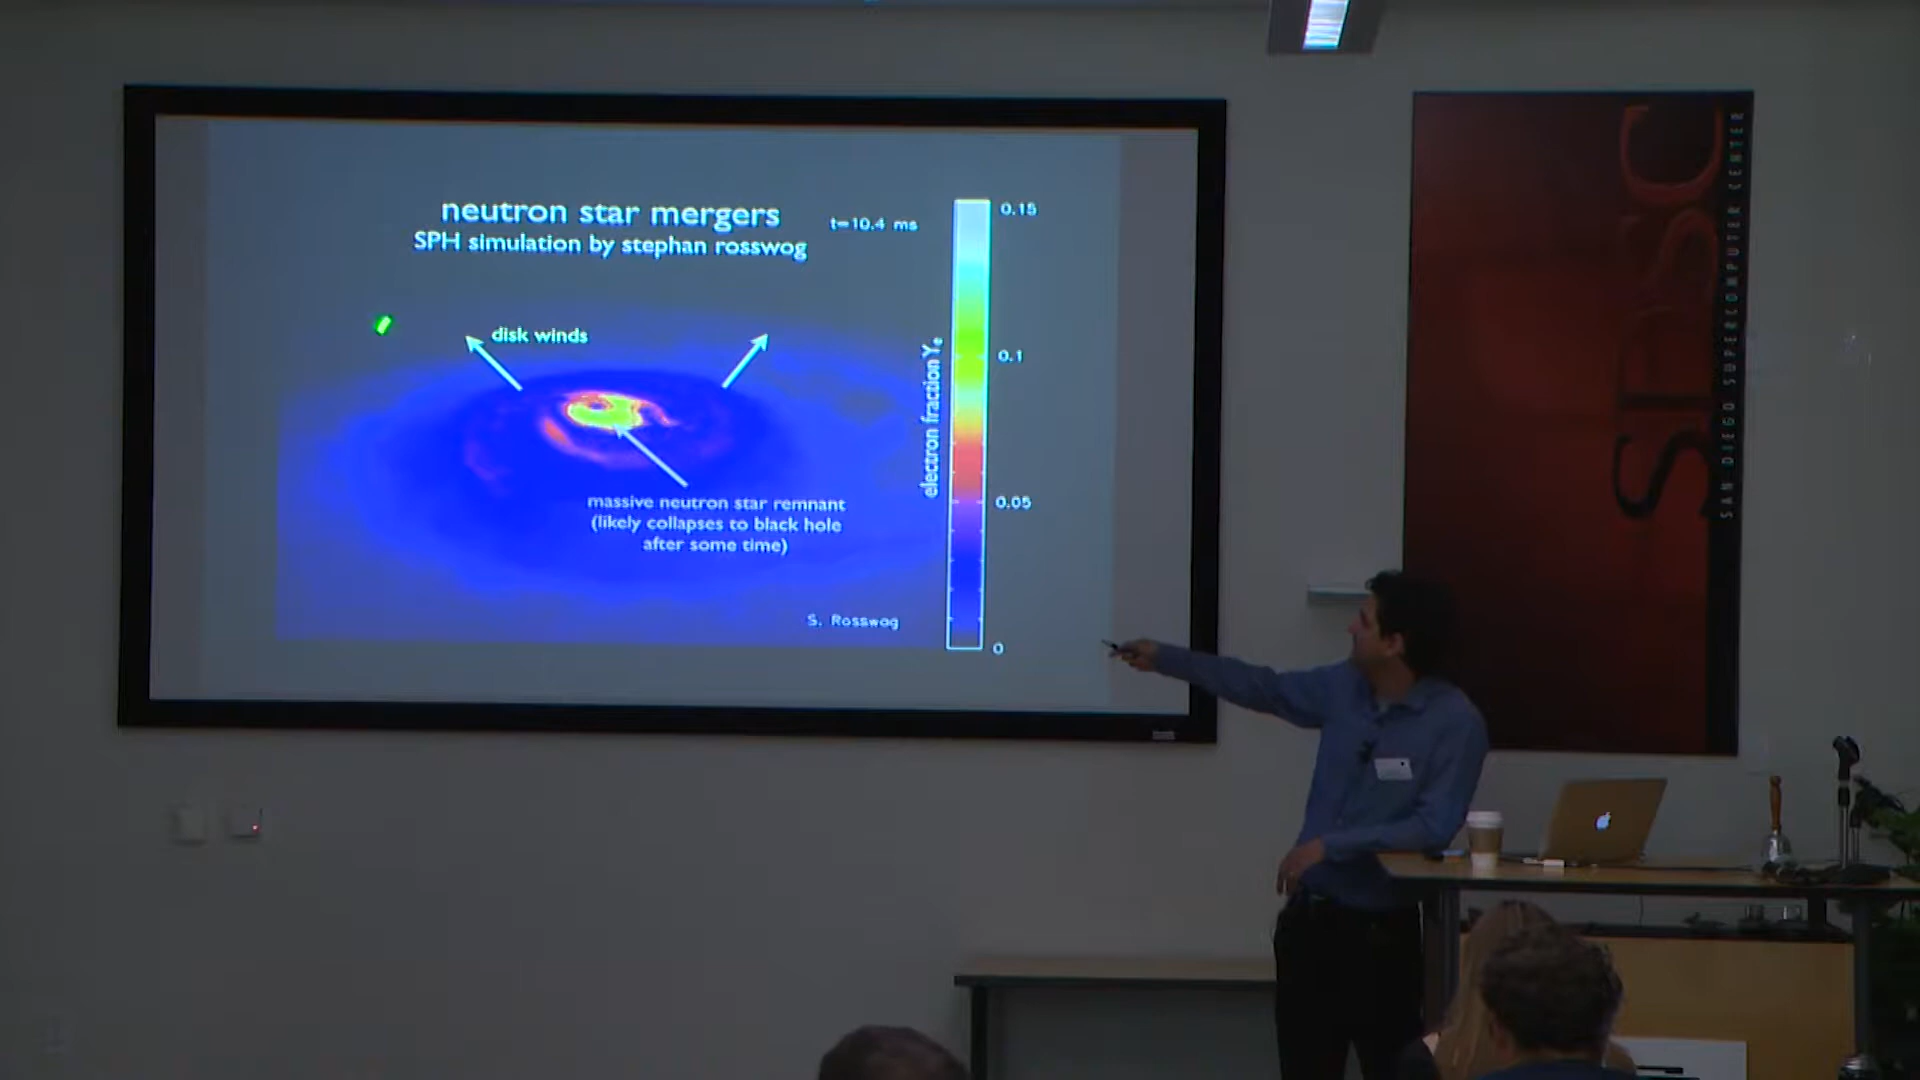 neutron star mergers
SPH simulation by stephan rosswog
t=10.4 ms
0.15
disk winds
0.1
electron fraction Ye
0.05
massive neutron star remnant
(likely collapses to black hole
after some time)
S. Rosswog
0
SDSC
SAN DIEGO SUPERCOMPUTER CENTER